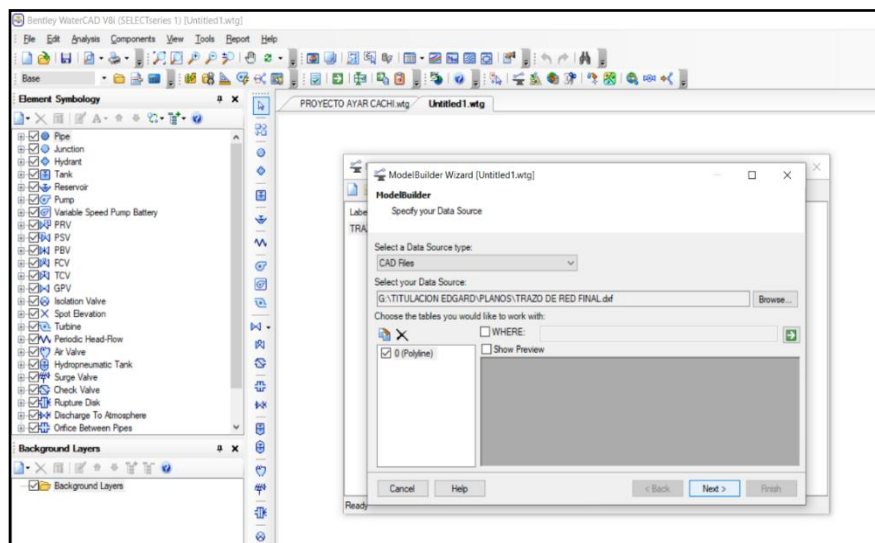 Bentley WaterCAD V8i (SELECTseries 1) [Untitled1.wtg]
File Edit Analysis Components View Tools Report Help
Base
Element Symbology
Pipe
Junction
Hydrant
Tank
Reservoir
Pump
Variable Speed Pump Battery
PRV
PSV
PBV
FCV
TCV
GPV
Isolation Valve
Spot Elevation
Turbine
Periodic Head-Flow
Air Valve
Hydropneumatic Tank
Surge Valve
Check Valve
Rupture Disk
Discharge To Atmosphere
Orifice Between Pipes
Background Layers
Background Layers
PROYECTO AYAR CACHI.wtg Untitled1.wtg
Labe
TRA
ModelBuilder Wizard [Untitled1.wtg]
ModelBuilder
Specify your Data Source
Select a Data Source type:
CAD Files
Select your Data Source:
G:\TITULACION EDGARD\PLANOS\TRAZO DE RED FINAL.dxf Browse...
Choose the tables you would like to work with:
WHERE:
0 (Polyline)
Show Preview
Cancel Help < Back Next > Finish
Ready